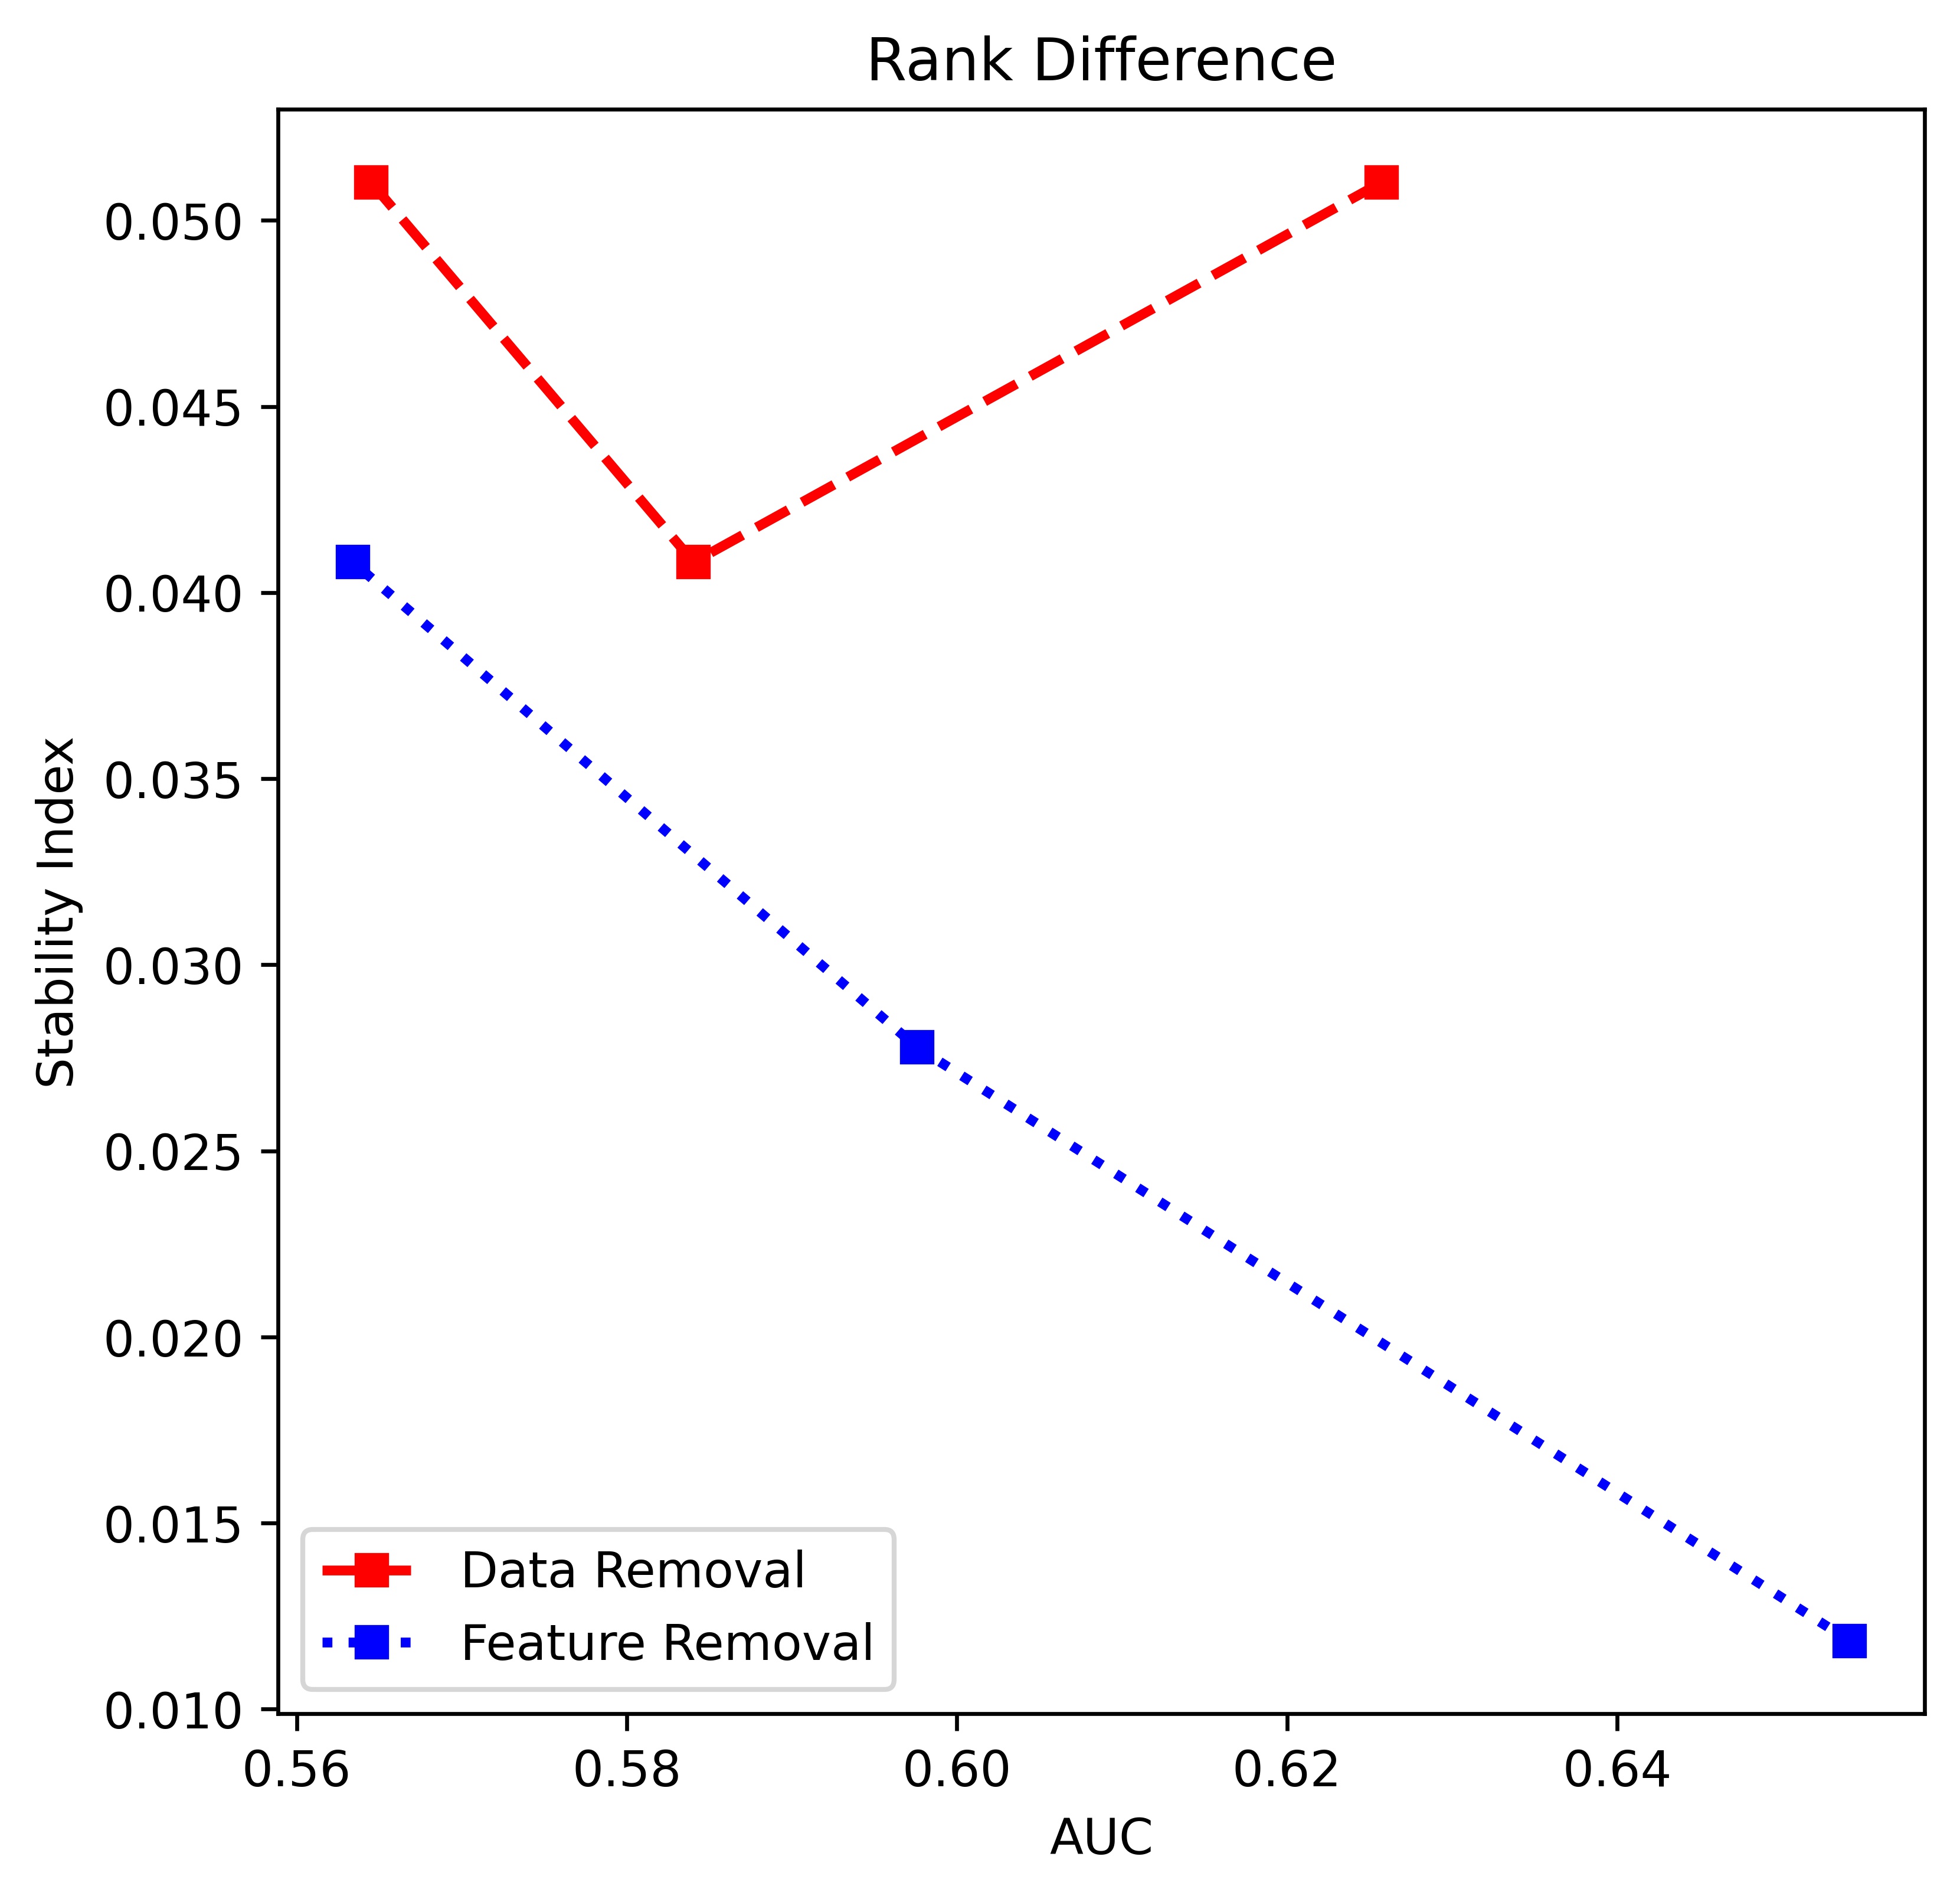 Rank Difference
0.050
0.045
0.040
0.035
0.030
0.025
0.020
0.015
0.010
Stability Index
Data Removal
Feature Removal
0.56 0.58 0.60 0.62 0.64
AUC